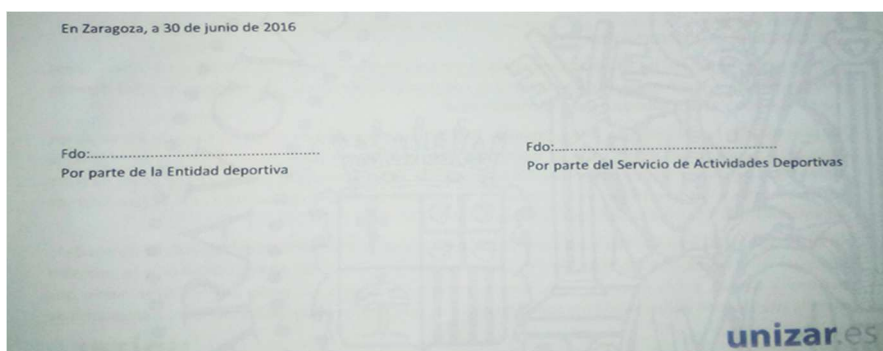 En Zaragoza, a 30 de junio de 2016
Fdo:........................................................
Por parte de la Entidad deportiva
Fdo:........................................................
Por parte del Servicio de Actividades Deportivas
unizar.es